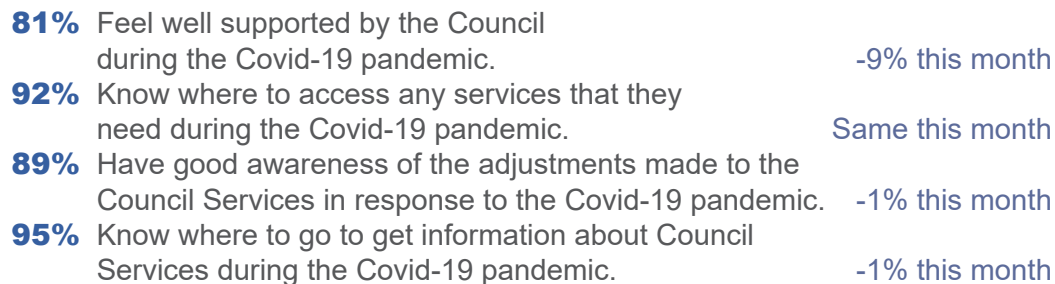 81% Feel well supported by the Council
during the Covid-19 pandemic. -9% this month
92% Know where to access any services that they
need during the Covid-19 pandemic. Same this month
89% Have good awareness of the adjustments made to the
Council Services in response to the Covid-19 pandemic. -1% this month
95% Know where to go to get information about Council
Services during the Covid-19 pandemic. -1% this month